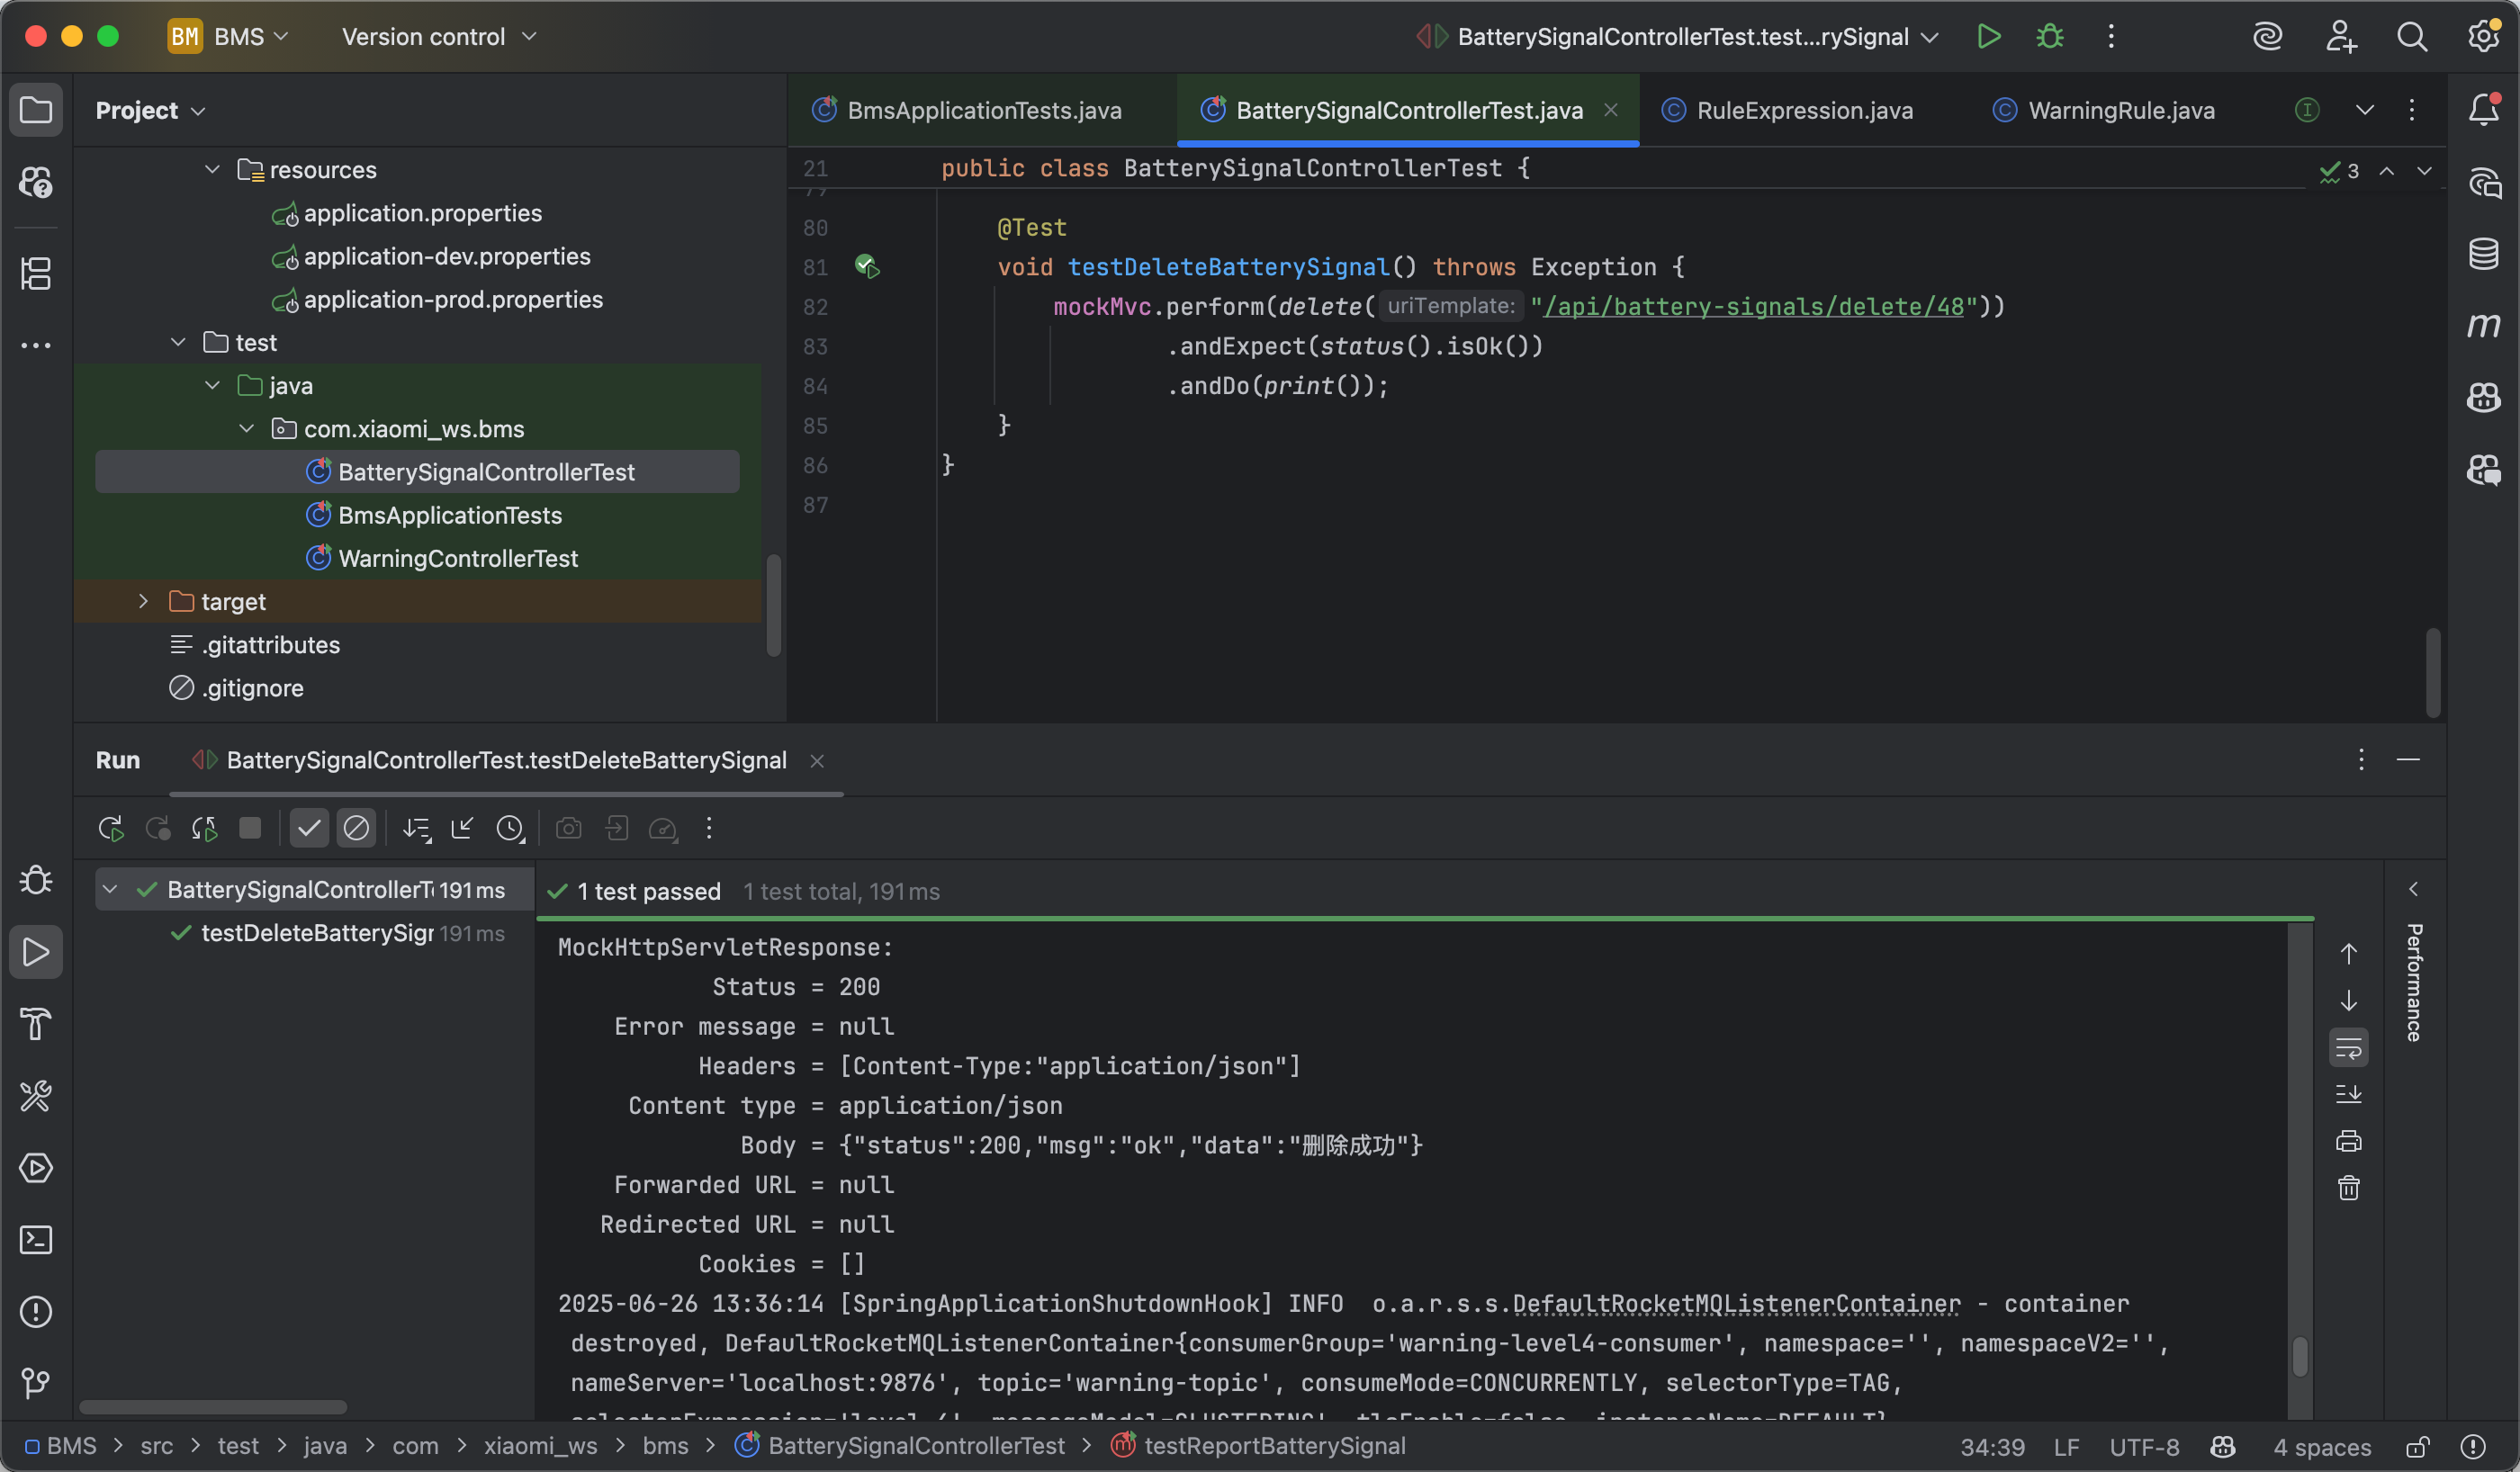 BM BMS Version control BatterySignalControllerTest.test...rySignal
Project
resources
application.properties
application-dev.properties
application-prod.properties
test
java
com.xiaomi_ws.bms
BatterySignalControllerTest
BmsApplicationTests
WarningControllerTest
target
.gitattributes
.gitignore
BmsApplicationTests.java BatterySignalControllerTest.java RuleExpression.java WarningRule.java
21 public class BatterySignalControllerTest {
3
79
80 @Test
81 void testDeleteBatterySignal() throws Exception {
82 mockMvc.perform(delete( uriTemplate: "/api/battery-signals/delete/48"))
83 .andExpect(status().isOk())
84 .andDo(print());
85 }
86 }
87
Run BatterySignalControllerTest.testDeleteBatterySignal
BatterySignalControllerT 191 ms
testDeleteBatterySigr 191 ms
1 test passed 1 test total, 191 ms
MockHttpServletResponse:
Status = 200
Error message = null
Headers = [Content-Type:"application/json"]
Content type = application/json
Body = {"status":200,"msg":"ok","data":"删除成功"}
Forwarded URL = null
Redirected URL = null
Cookies = []
2025-06-26 13:36:14 [SpringApplicationShutdownHook] INFO o.a.r.s.s.DefaultRocketMQListenerContainer - container
destroyed, DefaultRocketMQListenerContainer{consumerGroup='warning-level4-consumer', namespace='', namespaceV2='',
nameServer='localhost:9876', topic='warning-topic', consumeMode=CONCURRENTLY, selectorType=TAG,
Performance
BMS > src > test > java > com > xiaomi_ws > bms > BatterySignalControllerTest > testReportBatterySignal
34:39 LF UTF-8 4 spaces